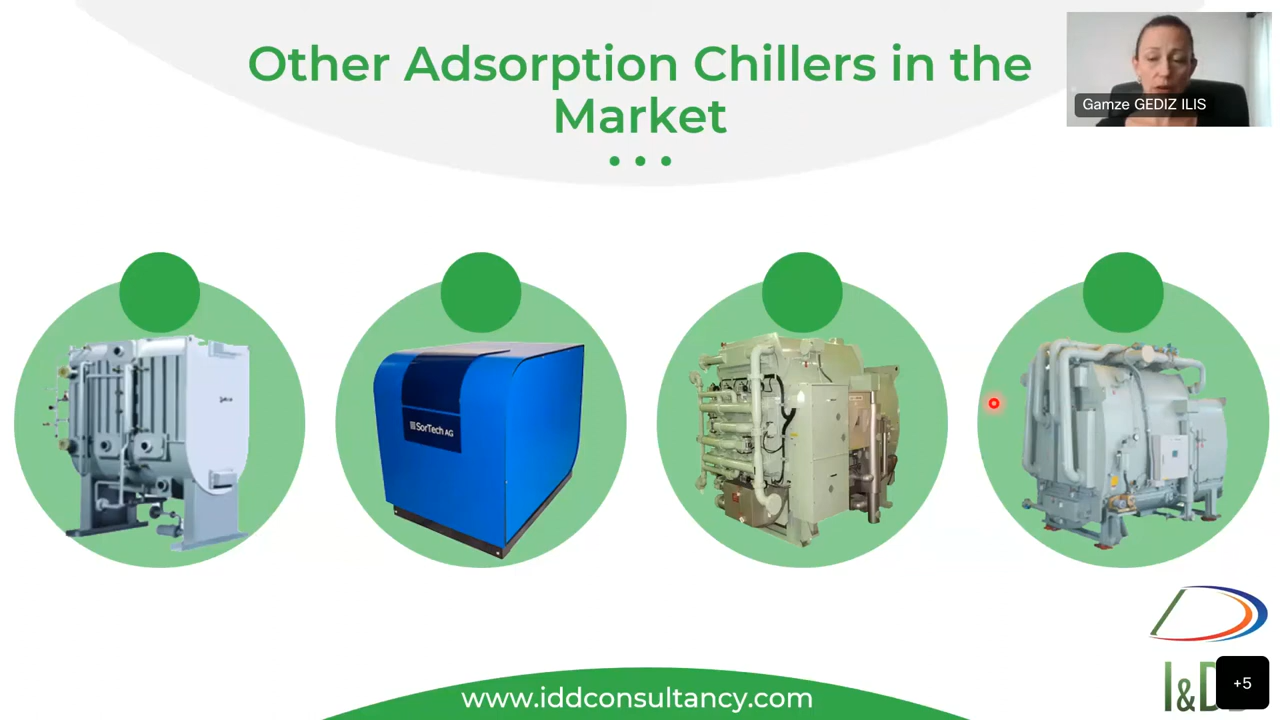 Other Adsorption Chillers in the
Market
Gamze GEDIZ ILIS
SorTech AG
www.iddconsultancy.com
I&D
+5